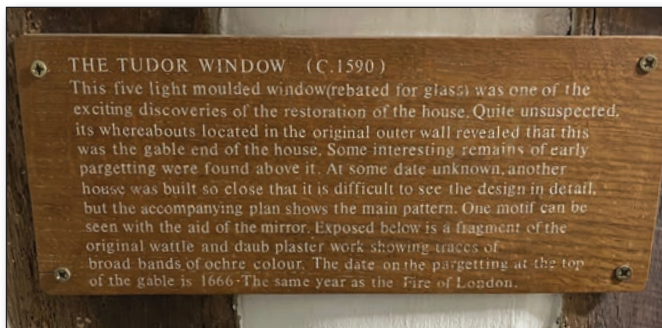 THE TUDOR WINDOW (C.1590)
This five light moulded window(rebated for glass) was one of the
exciting discoveries of the restoration of the house. Quite unsuspected,
its whereabouts located in the original outer wall revealed that this
was the gable end of the house. Some interesting remains of early
pargetting were found above it. At some date unknown, another
house was built so close that it is difficult to see the design in detail,
but the accompanying plan shows the main pattern. One motif can be
seen with the aid of the mirror. Exposed below is a fragment of the
original wattle and daub plaster work showing traces of
broad bands of ochre colour. The date on the pargetting at the top
of the gable is 1666-The same year as the Fire of London.